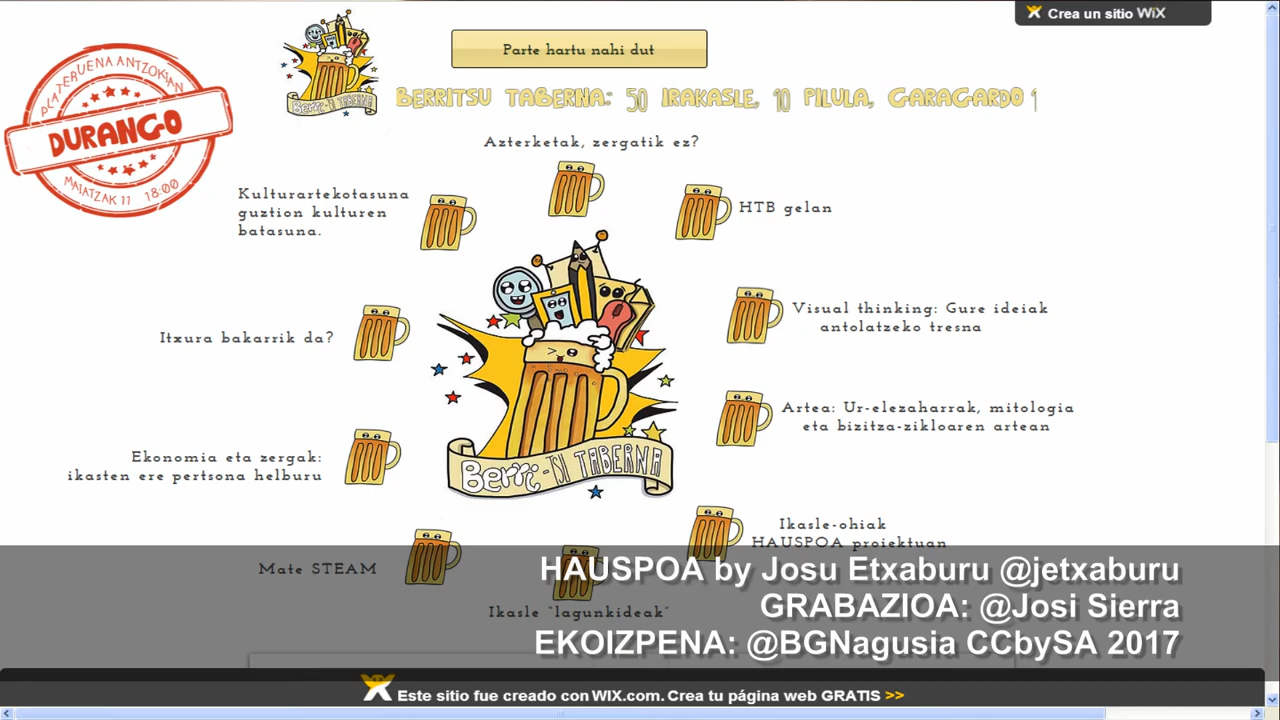 Crea un sitio WiX
Parte hartu nahi dut
Berri-tsu TABERNA
BERRITSU TABERNA: 50 IRAKASLE, 10 PILULA, GARAGARDO 1
PLATERUENA ANTZOKIAN
DURANGO
MAIATZAK 11 18:00
Azterketak, zergatik ez?
Kulturartekotasuna
guztion kulturen
batasuna.
HTB gelan
Visual thinking: Gure ideiak
antolatzeko tresna
Itxura bakarrik da?
Artea: Ur-elezaharrak, mitologia
eta bizitza-zikloaren artean
Ekonomia eta zergak:
ikasten ere pertsona helburu
Berri-TSU TABERNA
Ikasle-ohiak
HAUSPOA proiektuan
Mate STEAM
Ikasle "lagunkideak"
HAUSPOA by Josu Etxaburu @jetxaburu
GRABAZIOA: @Josi Sierra
EKOIZPENA: @BGNagusia CCbySA 2017
Este sitio fue creado con WIX.com. Crea tu página web GRATIS >>